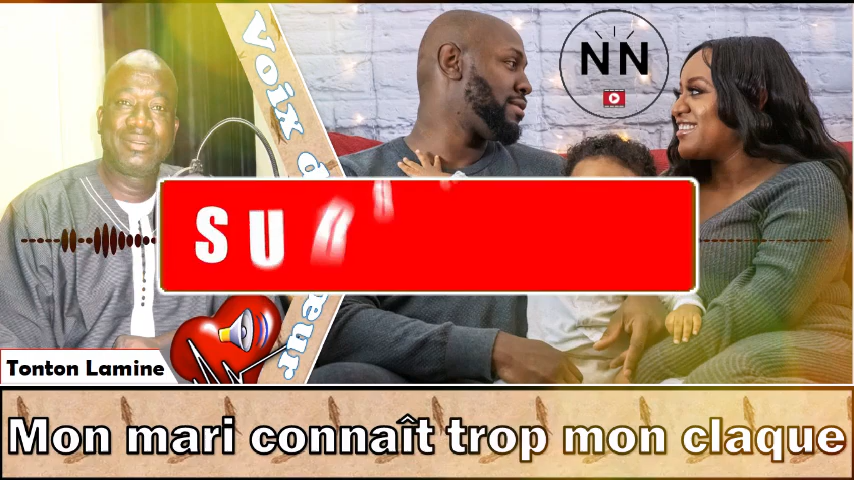 Voix d
eur
NN
SU
Tonton Lamine
Mon mari connaît trop mon claque